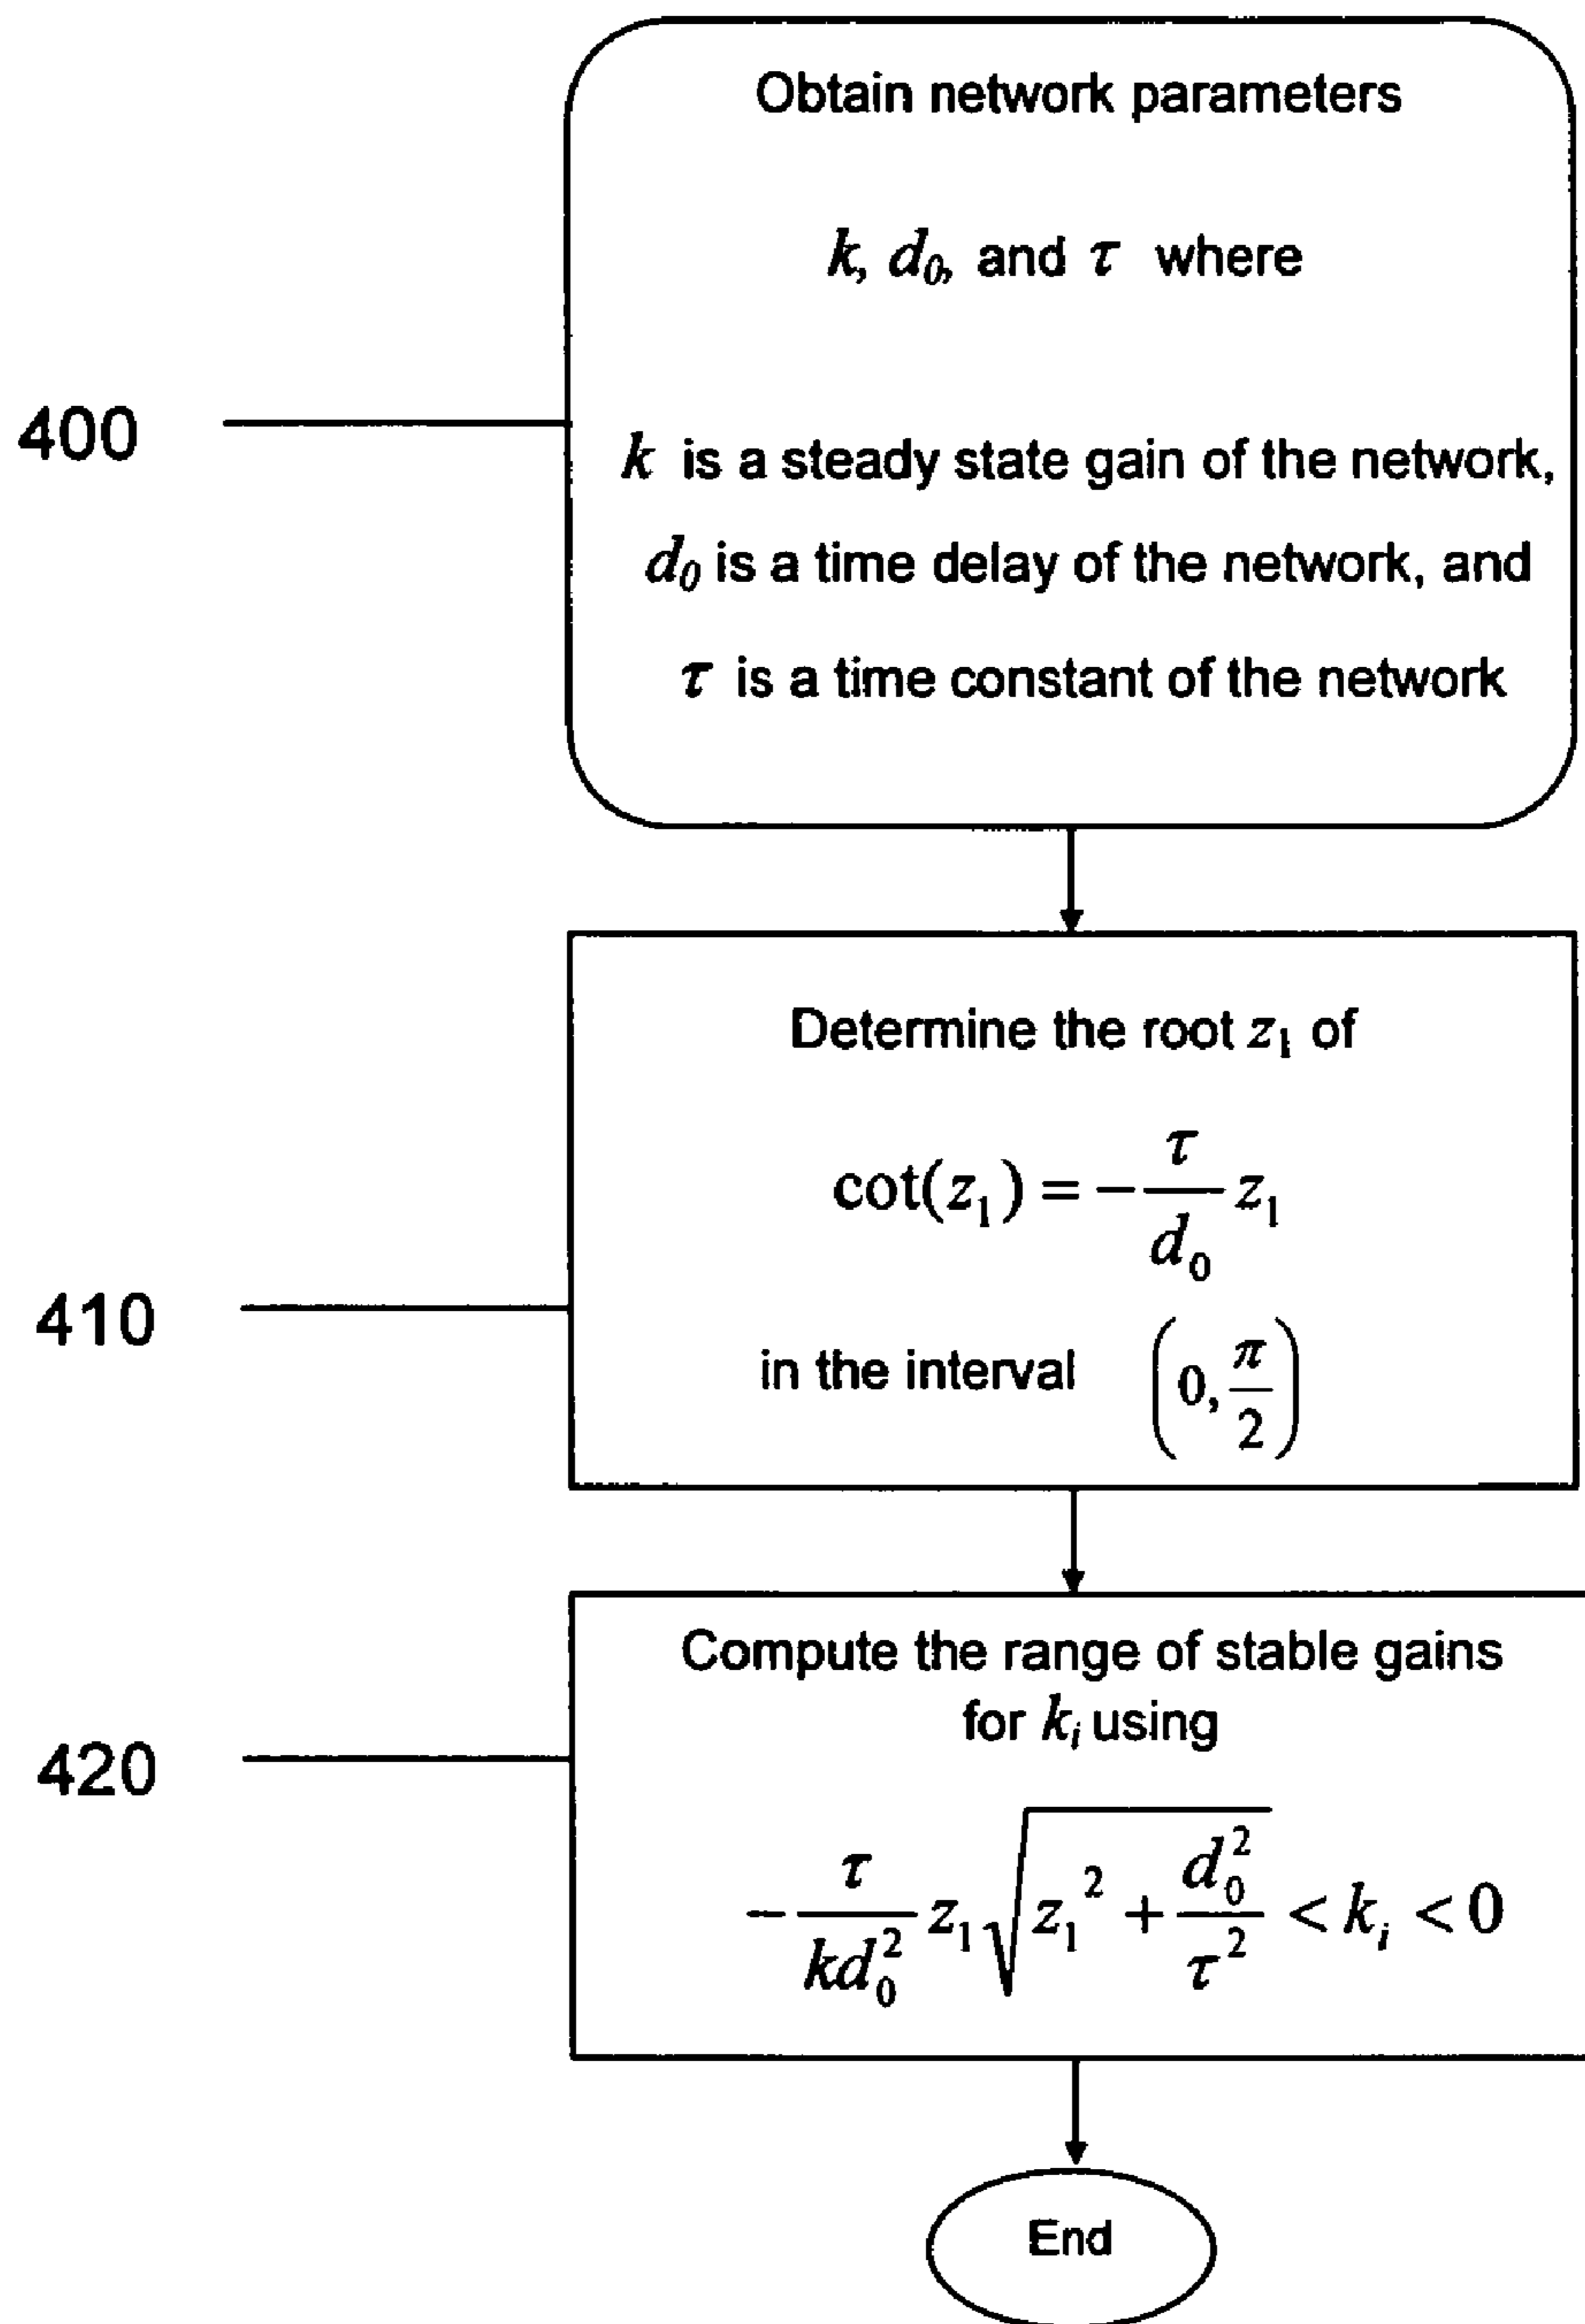 Obtain network parameters
k, d₀, and τ where
400
k is a steady state gain of the network,
d₀ is a time delay of the network, and
τ is a time constant of the network
Determine the root z₁ of
cot(z₁) = −(τ/d₀) z₁
410
in the interval (0, π/2)
Compute the range of stable gains
for kᵢ using
420
−(τ/(kd₀²)) z₁ √(z₁² + d₀²/τ²) < kᵢ < 0
End